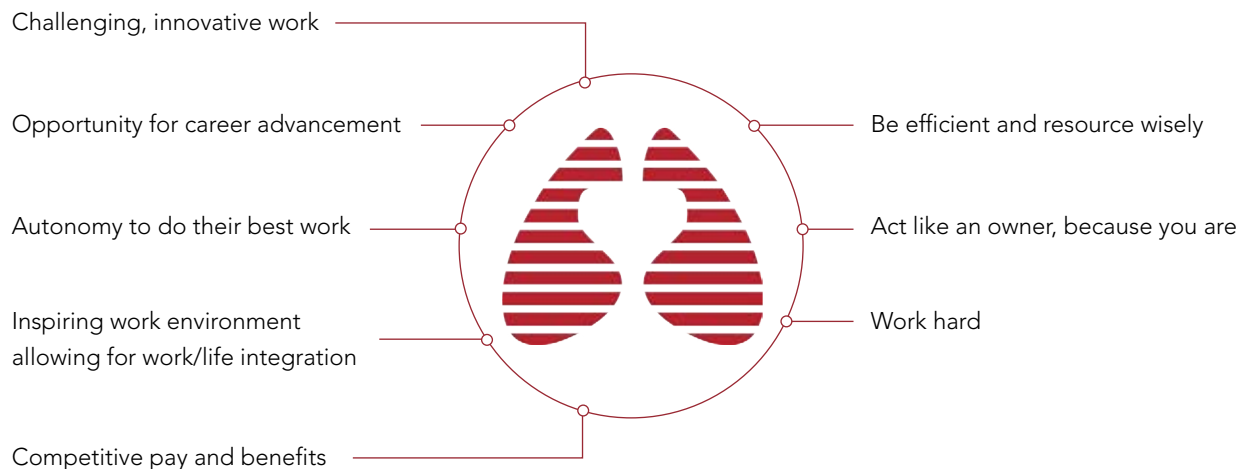 Challenging, innovative work
Opportunity for career advancement
Autonomy to do their best work
Inspiring work environment
allowing for work/life integration
Competitive pay and benefits
Be efficient and resource wisely
Act like an owner, because you are
Work hard